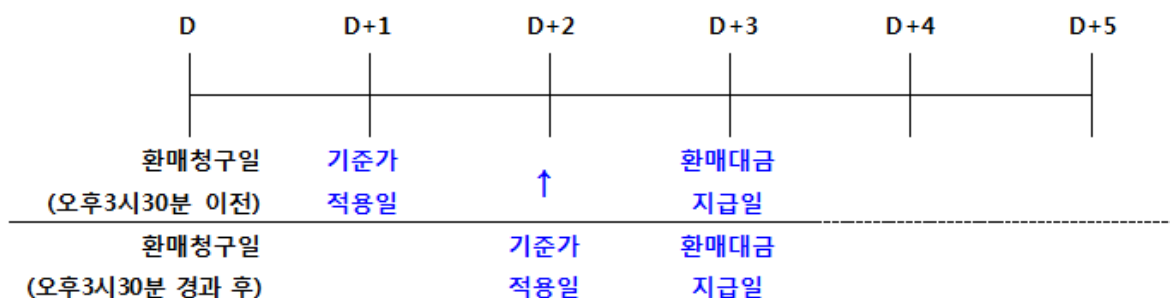 D D+1 D+2 D+3 D+4 D+5
환매청구일 기준가 환매대금
(오후3시30분 이전) 적용일 ↑ 지급일
환매청구일 기준가 환매대금
(오후3시30분 경과 후) 적용일 지급일